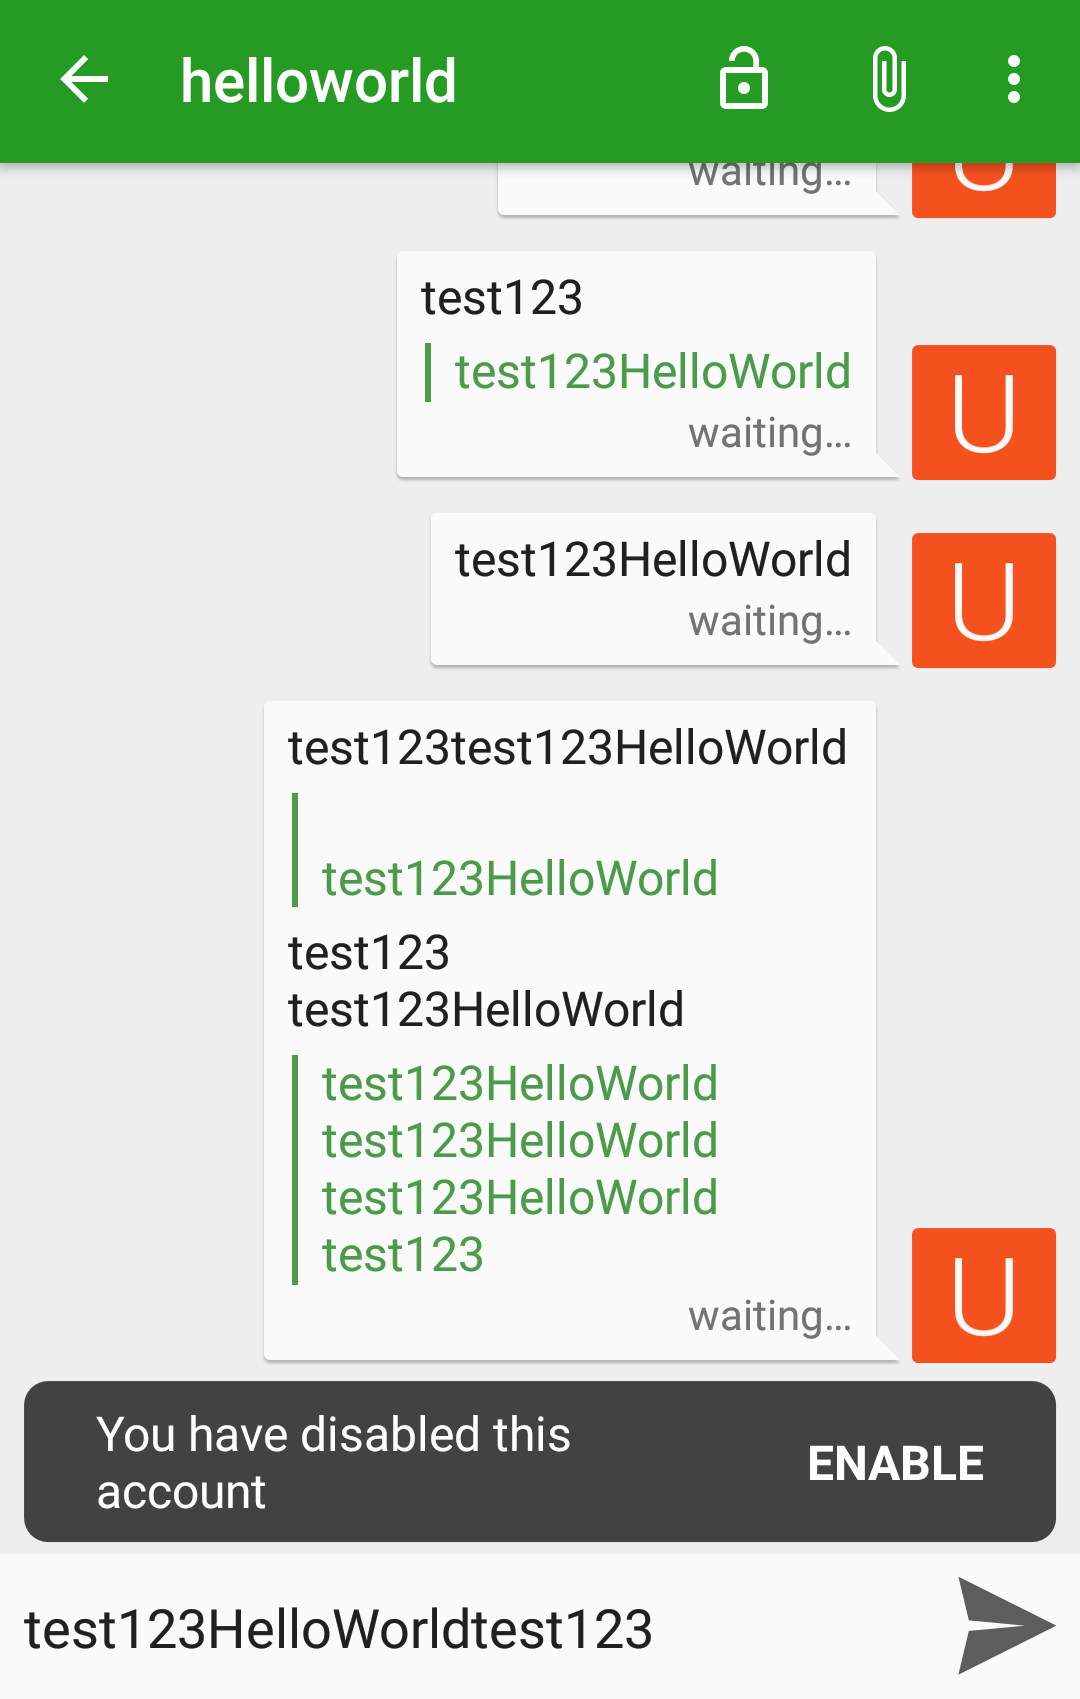 helloworld
waiting...
U
test123
test123HelloWorld
waiting...
U
test123HelloWorld
waiting...
U
test123test123HelloWorld
test123HelloWorld
test123
test123HelloWorld
test123HelloWorld
test123HelloWorld
test123HelloWorld
test123
waiting...
U
You have disabled this
account
ENABLE
test123HelloWorldtest123